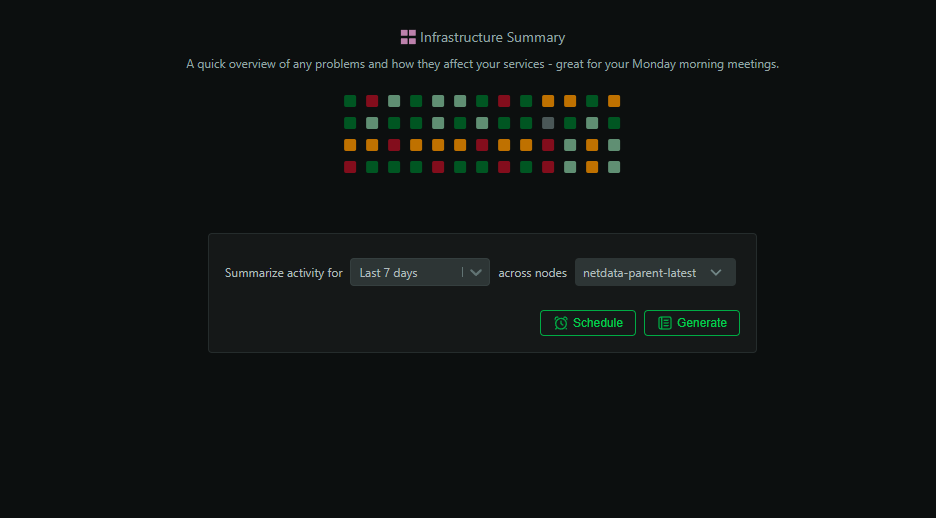 Infrastructure Summary
A quick overview of any problems and how they affect your services - great for your Monday morning meetings.
Summarize activity for Last 7 days across nodes netdata-parent-latest
Schedule Generate